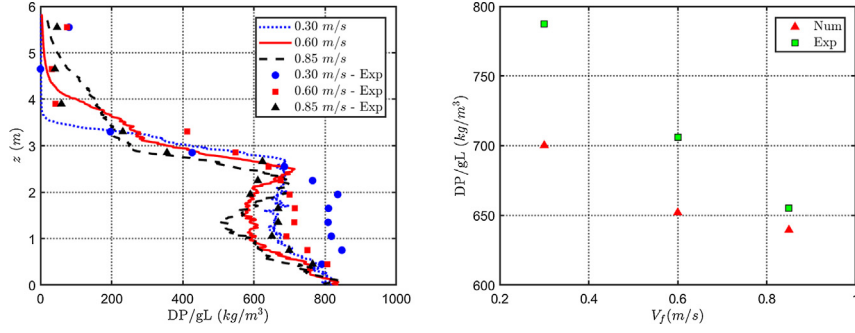 6
5
4
3
2
1
0
z (m)
0
200
400
600
800
1000
DP/gL (kg/m³)
0.30 m/s
0.60 m/s
0.85 m/s
0.30 m/s - Exp
0.60 m/s - Exp
0.85 m/s - Exp
800
750
700
650
600
DP/gL (kg/m³)
0.2
0.4
0.6
0.8
1
V_f(m/s)
Num
Exp